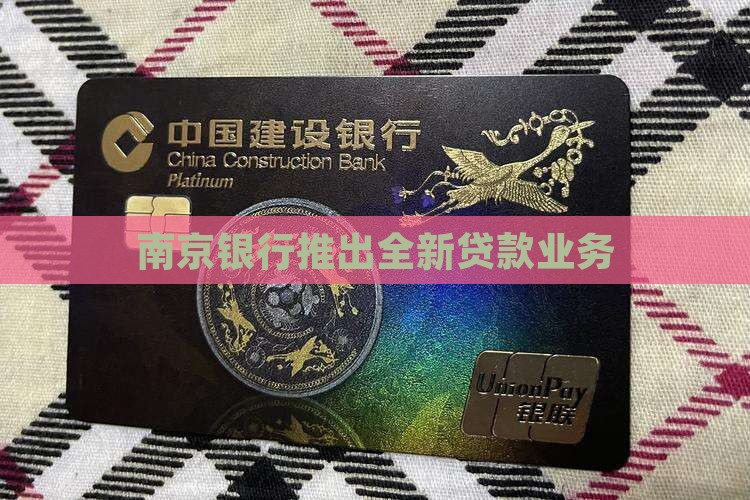 中国建设银行
China Construction Bank
Platinum
南京银行推出全新贷款业务
UnionPay
银联